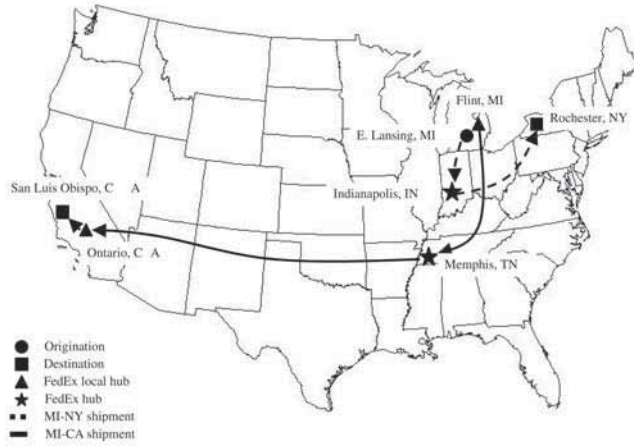 Flint, MI
Rochester, NY
E. Lansing, MI
San Luis Obispo, C A
Indianapolis, IN
Ontario, C A
Memphis, TN
Origination
Destination
FedEx local hub
FedEx hub
MI-NY shipment
MI-CA shipment